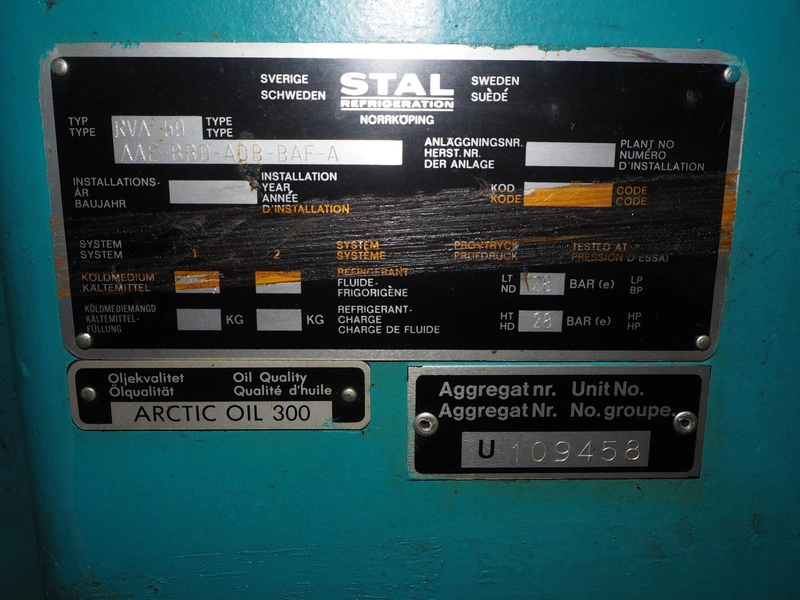 SVERIGE STAL SWEDEN
SCHWEDEN REFRIGERATION SUÈDÉ
NORRKÖPING
TYP RVA 50 TYPE
TYPE TYPE
AAE-BBD-ADB-BAF-A
ANLÄGGNINGSNR. PLANT NO
HERST. NR. NUMÉRO
DER ANLAGE D'INSTALLATION
INSTALLATIONS- INSTALLATION
ÅR YEAR
BAUJAHR ANNÉE
D'INSTALLATION
KOD CODE
KODE CODE
SYSTEM 1 2 SYSTEM PROVTRYCK TESTED AT
SYSTEM SYSTÈME PRÜFDRUCK PRESSION D'ESSAI
KÖLDMEDIUM REFRIGERANT
KÄLTEMITTEL FLUIDE-
FRIGORIGÈNE
LT BAR (e) LP
ND BP
KÖLDMEDIEMÄNGD KG KG REFRIGERANT-
KÄLTEMITTEL- CHARGE
FÜLLUNG CHARGE DE FLUIDE
HT 26 BAR (e) HP
HD HP
Oljekvalitet Oil Quality
Ölqualität Qualité d'huile
ARCTIC OIL 300
Aggregat nr. Unit No.
Aggregat Nr. No. groupe.
U 109458